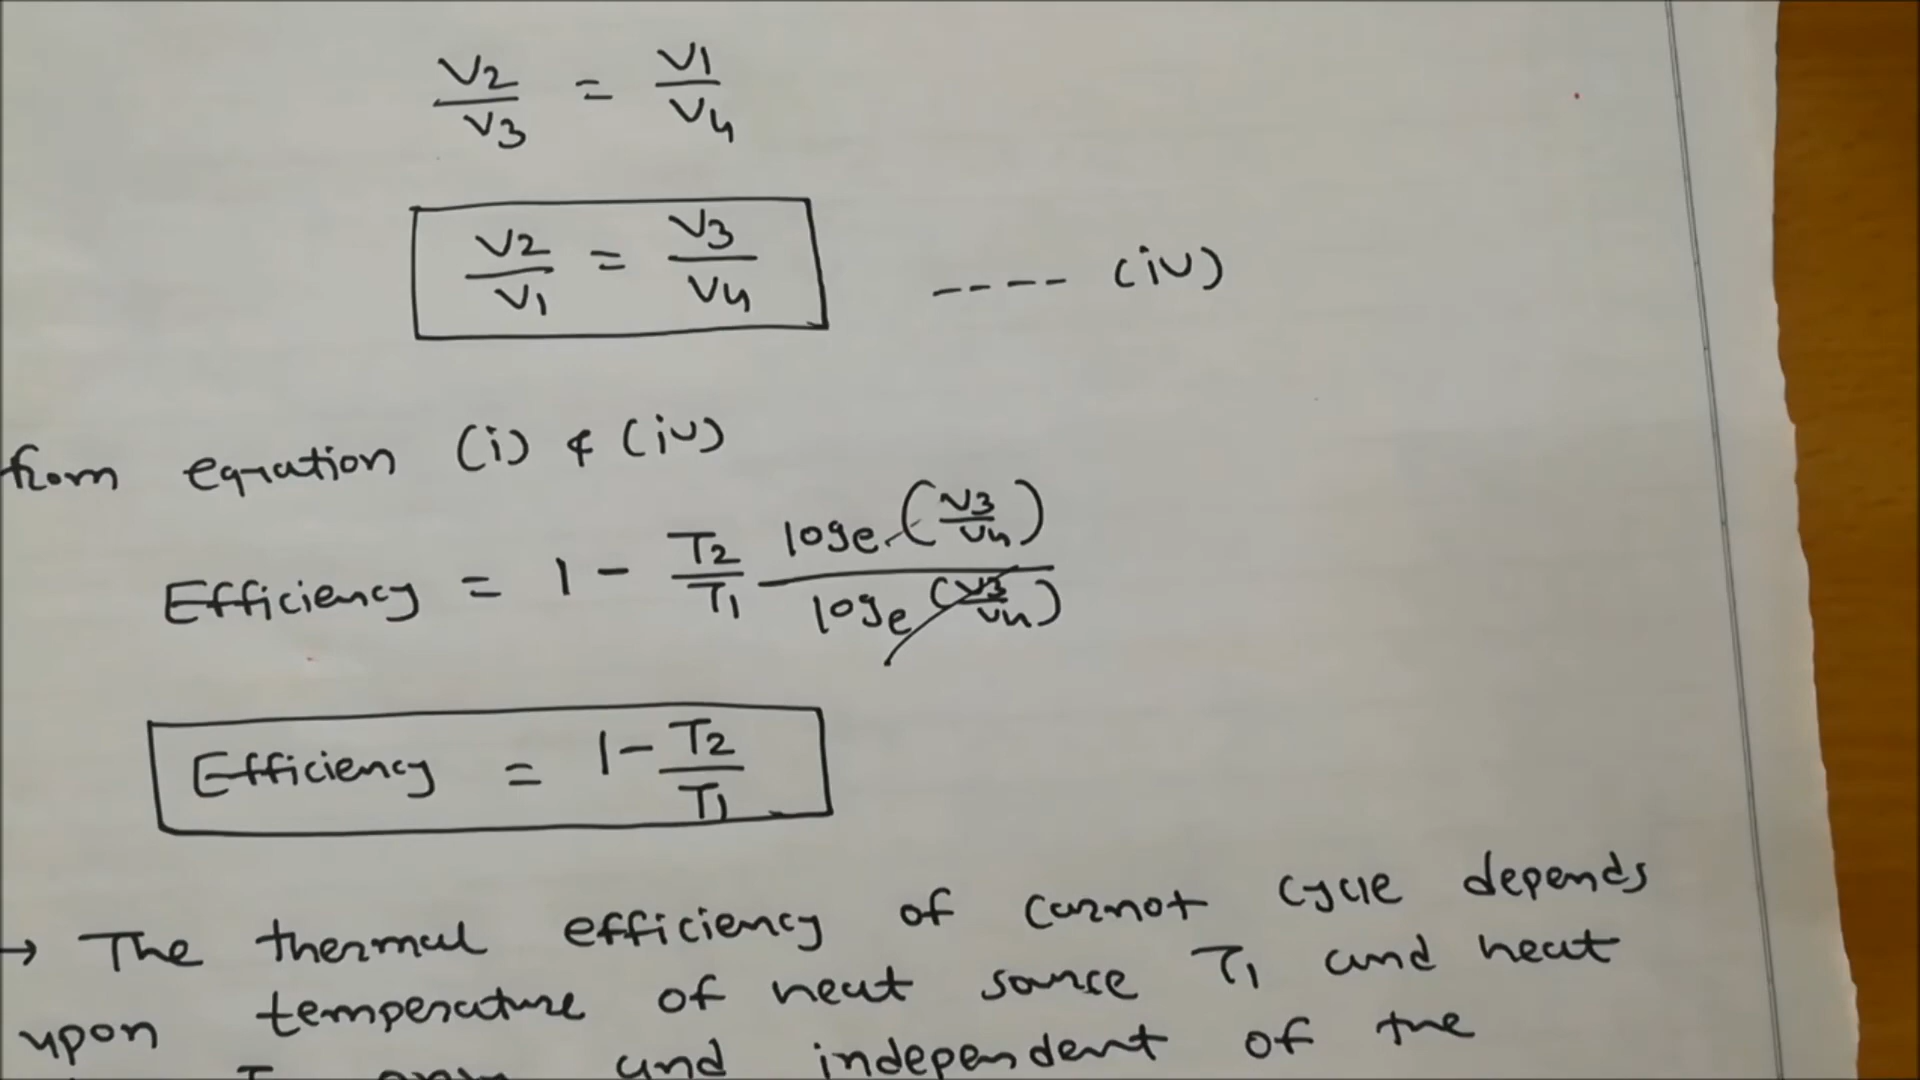 V2/V3 = V1/V4
V2/V1 = V3/V4 ---- (iv)
from equation (i) & (iv)
Efficiency = 1 - T2/T1 loge (V3/V4) / loge (V3/V4)
Efficiency = 1 - T2/T1
→ The thermal efficiency of carnot cycle depends
upon temperature of heat source T1 and heat
and independent of the